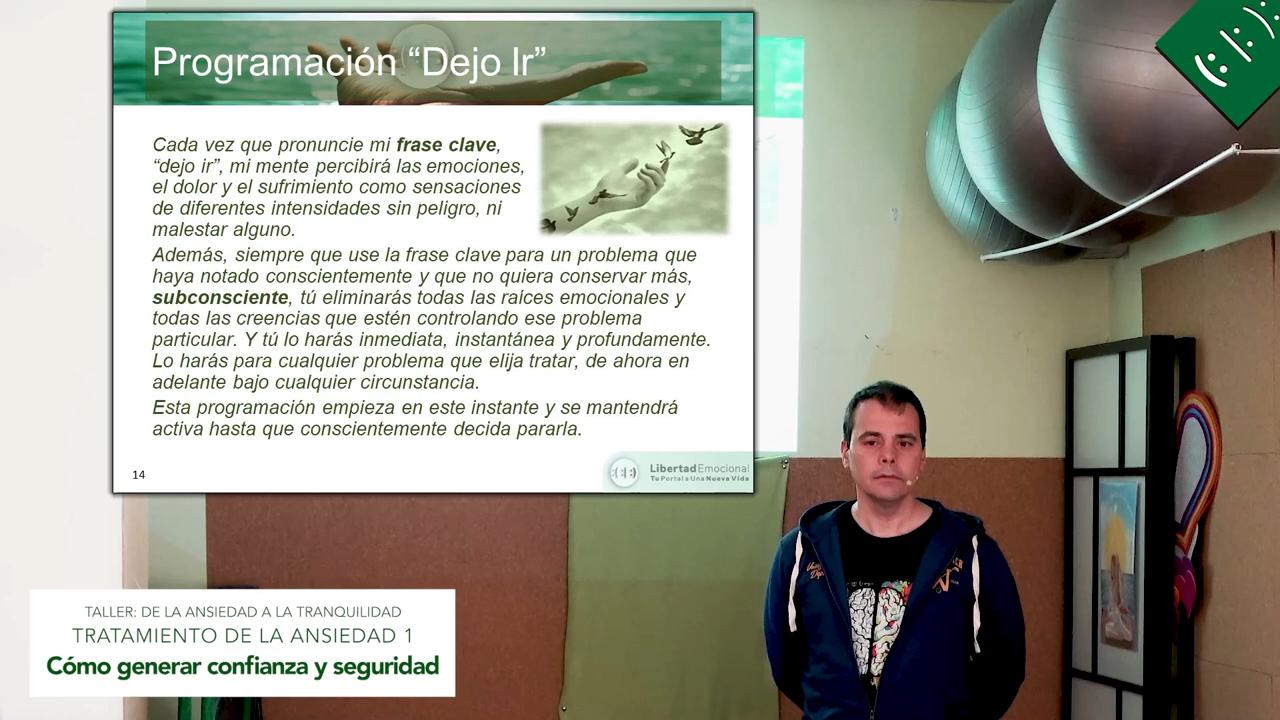 Programación “Dejo Ir”
Cada vez que pronuncie mi frase clave,
“dejo ir”, mi mente percibirá las emociones,
el dolor y el sufrimiento como sensaciones
de diferentes intensidades sin peligro, ni
malestar alguno.
Además, siempre que use la frase clave para un problema que
haya notado conscientemente y que no quiera conservar más,
subconsciente, tú eliminarás todas las raíces emocionales y
todas las creencias que estén controlando ese problema
particular. Y tú lo harás inmediata, instantánea y profundamente.
Lo harás para cualquier problema que elija tratar, de ahora en
adelante bajo cualquier circunstancia.
Esta programación empieza en este instante y se mantendrá
activa hasta que conscientemente decida pararla.
14
LibertadEmocional
Tu Portal a Una Nueva Vida
TALLER: DE LA ANSIEDAD A LA TRANQUILIDAD
TRATAMIENTO DE LA ANSIEDAD 1
Cómo generar confianza y seguridad